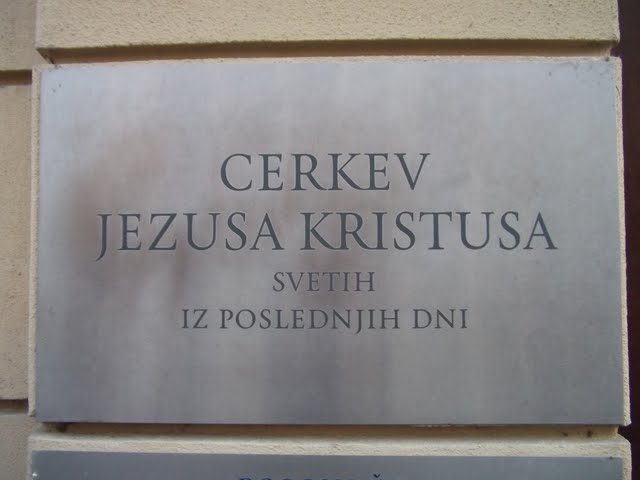 CERKEV
JEZUSA KRISTUSA
SVETIH
IZ POSLEDNJIH DNI